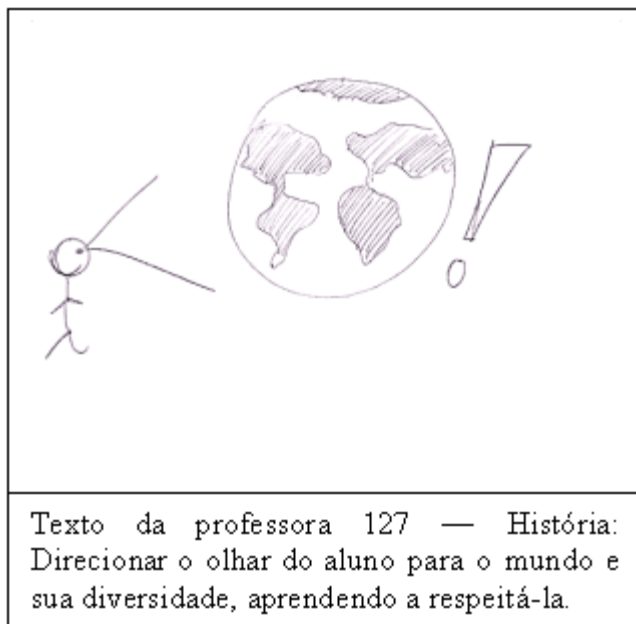 Texto da professora 127 — História:
Direcionar o olhar do aluno para o mundo e
sua diversidade, aprendendo a respeitá-la.